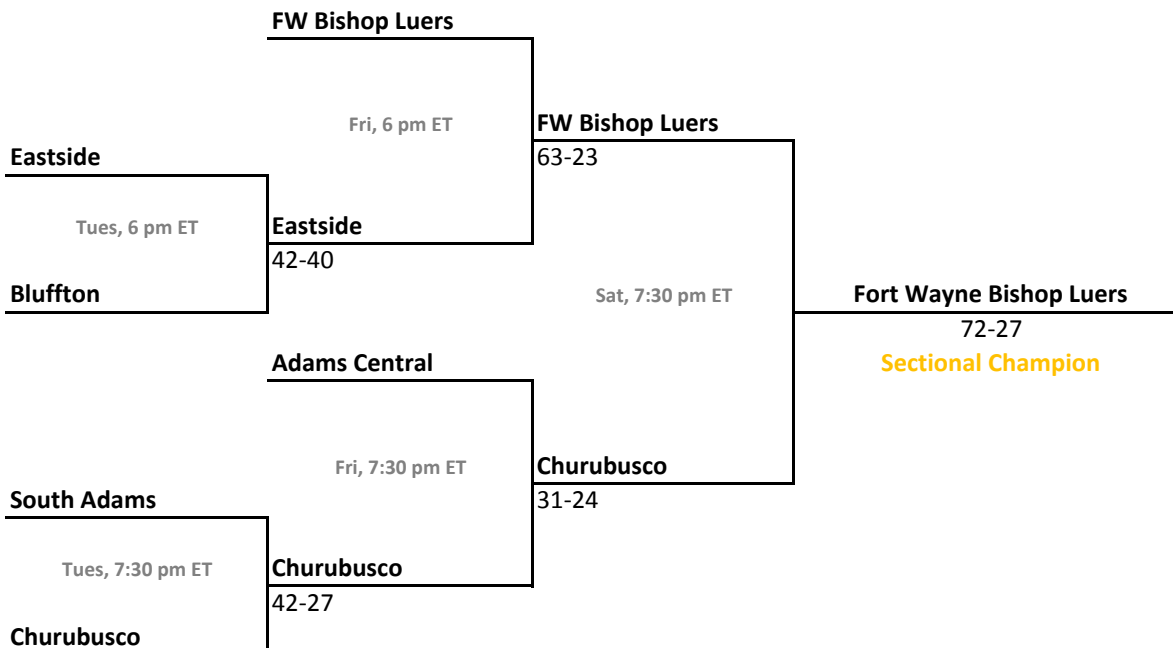 FW Bishop Luers
Fri, 6 pm ET
FW Bishop Luers
63-23
Eastside
Tues, 6 pm ET
Eastside
42-40
Bluffton
Sat, 7:30 pm ET
Fort Wayne Bishop Luers
72-27
Sectional Champion
Adams Central
Fri, 7:30 pm ET
Churubusco
31-24
South Adams
Tues, 7:30 pm ET
Churubusco
42-27
Churubusco